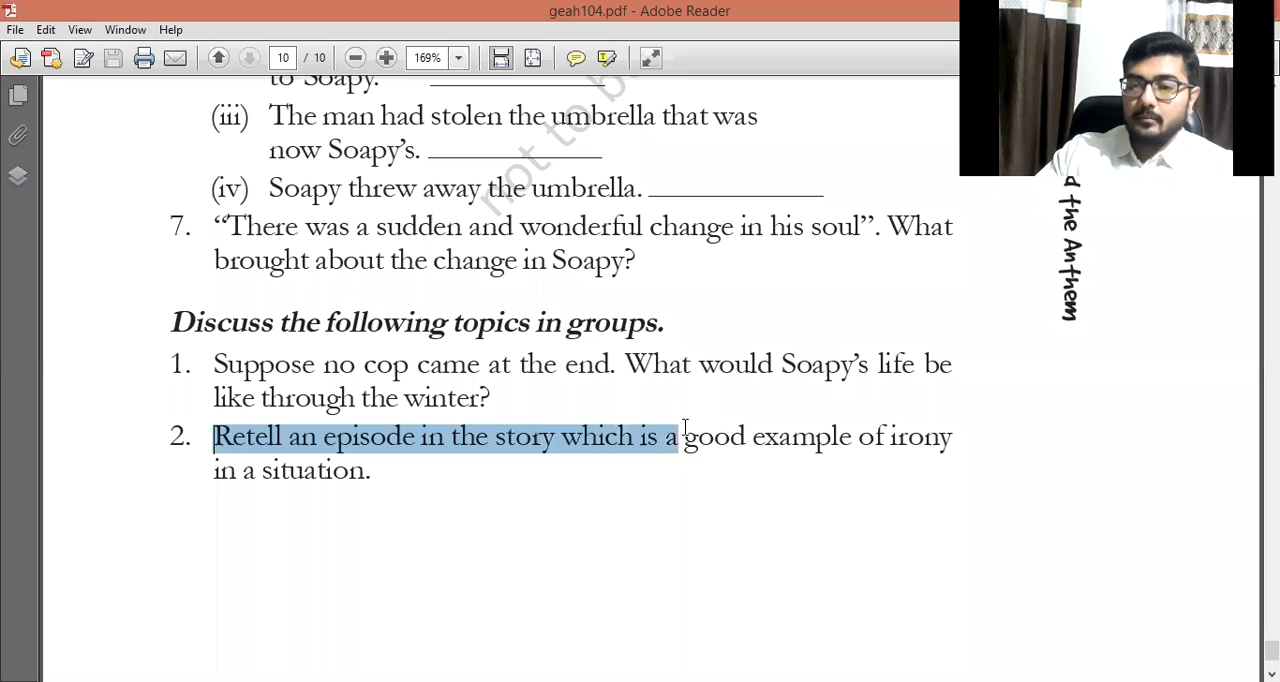 geah104.pdf - Adobe Reader
File Edit View Window Help
10 / 10 169%
to Soapy.
(iii) The man had stolen the umbrella that was
now Soapy's.
(iv) Soapy threw away the umbrella.
not to b
7. “There was a sudden and wonderful change in his soul”. What
brought about the change in Soapy?
Discuss the following topics in groups.
1. Suppose no cop came at the end. What would Soapy's life be
like through the winter?
2. Retell an episode in the story which is a good example of irony
in a situation.
the Anthem